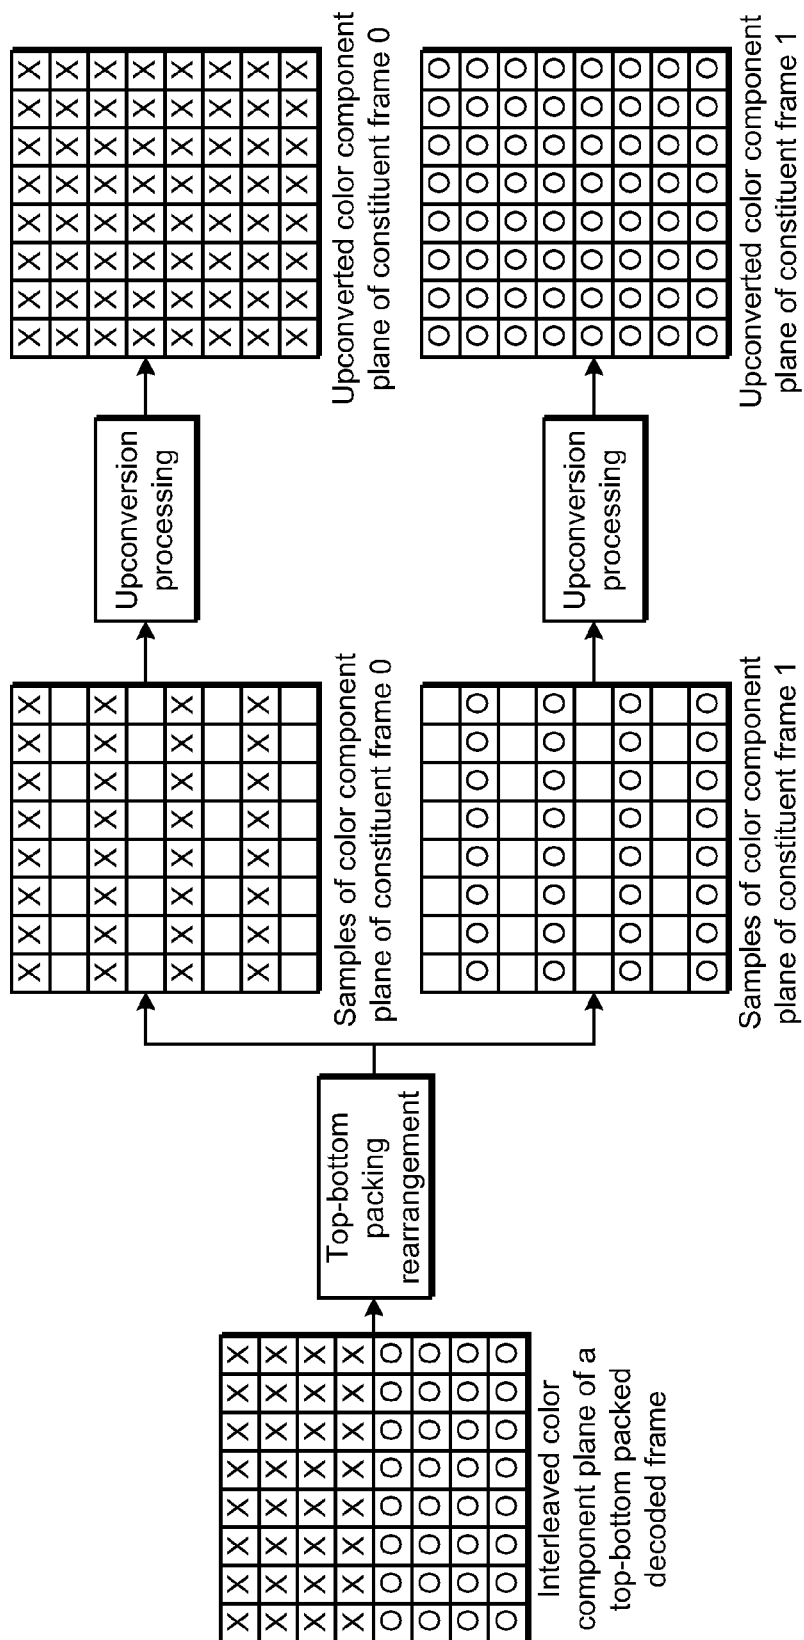 Interleaved color
component plane of a
top-bottom packed
decoded frame
Top-bottom
packing
rearrangement
Samples of color component
plane of constituent frame 0
Upconversion
processing
Upconverted color component
plane of constituent frame 0
Samples of color component
plane of constituent frame 1
Upconversion
processing
Upconverted color component
plane of constituent frame 1